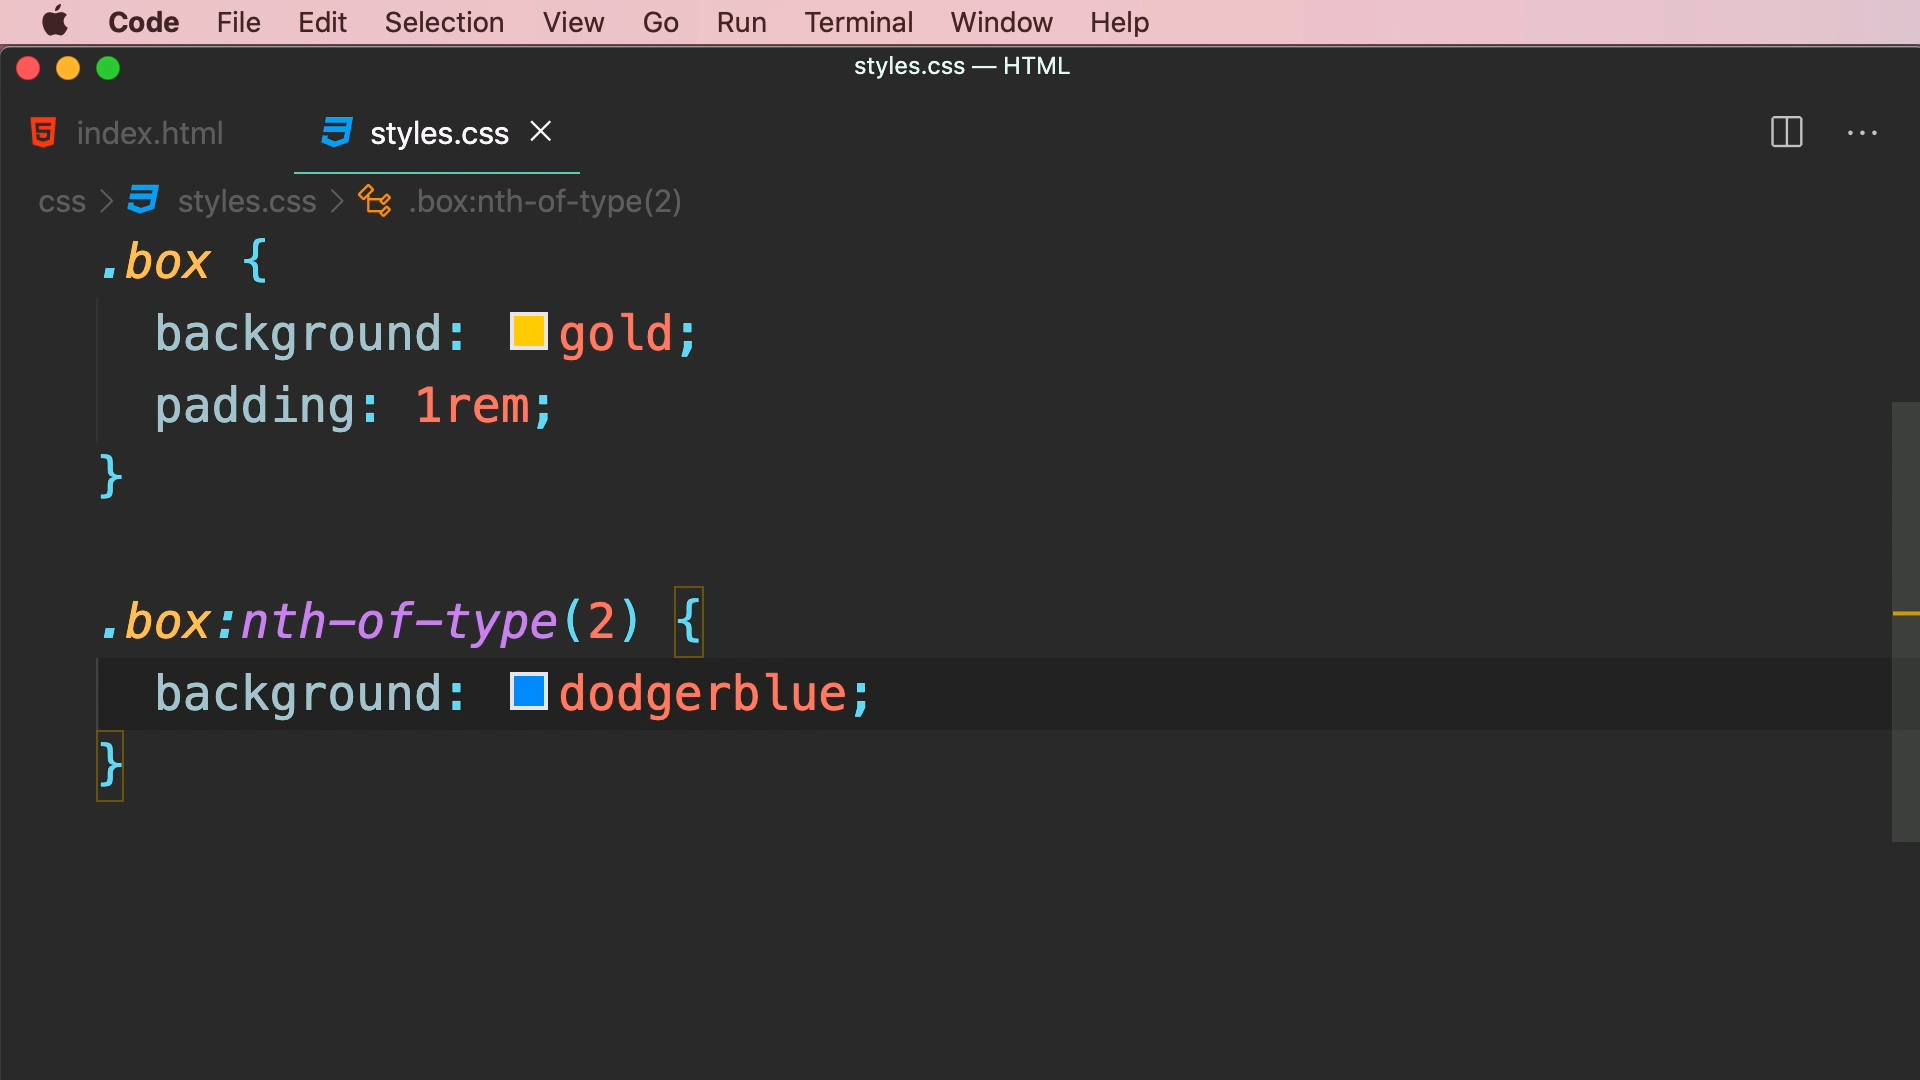 Code File Edit Selection View Go Run Terminal Window Help
styles.css — HTML
index.html styles.css
css > styles.css > .box:nth-of-type(2)
.box {
background: gold;
padding: 1rem;
}
.box:nth-of-type(2) {
background: dodgerblue;
}